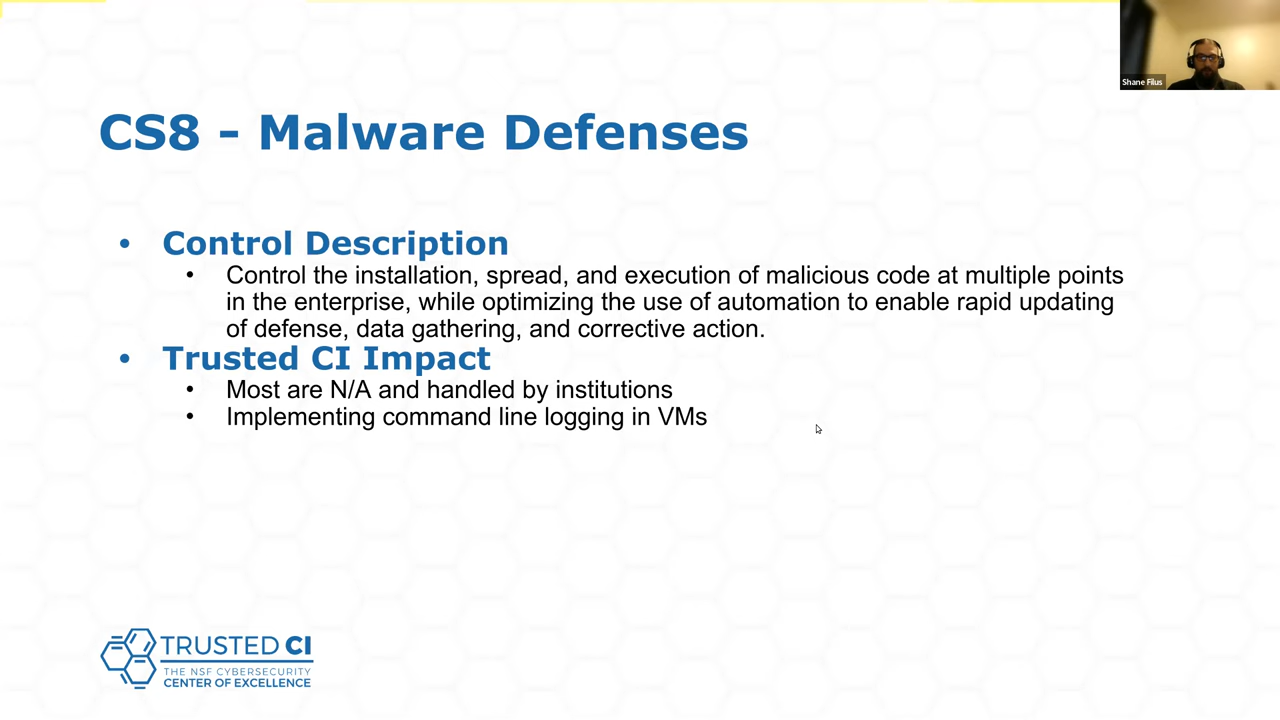 Shane Filus
CS8 - Malware Defenses
• Control Description
• Control the installation, spread, and execution of malicious code at multiple points
in the enterprise, while optimizing the use of automation to enable rapid updating
of defense, data gathering, and corrective action.
• Trusted CI Impact
• Most are N/A and handled by institutions
• Implementing command line logging in VMs
TRUSTED CI
THE NSF CYBERSECURITY
CENTER OF EXCELLENCE